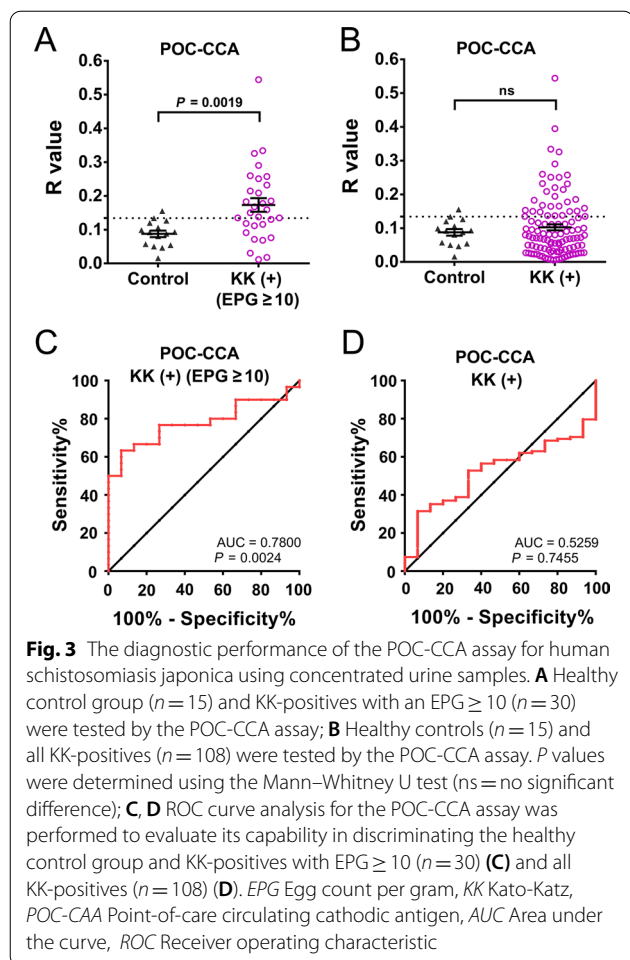 A
POC-CCA
P = 0.0019
R value
0.6
0.5
0.4
0.3
0.2
0.1
0.0
Control
KK (+)
(EPG ≥ 10)
B
POC-CCA
ns
R value
0.6
0.5
0.4
0.3
0.2
0.1
0.0
Control
KK (+)
C
POC-CCA
KK (+) (EPG ≥ 10)
Sensitivity%
100
80
60
40
20
0
AUC = 0.7800
P = 0.0024
0 20 40 60 80 100
100% - Specificity%
D
POC-CCA
KK (+)
Sensitivity%
100
80
60
40
20
0
AUC = 0.5259
P = 0.7455
0 20 40 60 80 100
100% - Specificity%
Fig. 3 The diagnostic performance of the POC-CCA assay for human
schistosomiasis japonica using concentrated urine samples. A Healthy
control group (n = 15) and KK-positives with an EPG ≥ 10 (n = 30)
were tested by the POC-CCA assay; B Healthy controls (n = 15) and
all KK-positives (n = 108) were tested by the POC-CCA assay. P values
were determined using the Mann–Whitney U test (ns = no significant
difference); C, D ROC curve analysis for the POC-CCA assay was
performed to evaluate its capability in discriminating the healthy
control group and KK-positives with EPG ≥ 10 (n = 30) (C) and all
KK-positives (n = 108) (D). EPG Egg count per gram, KK Kato-Katz,
POC-CAA Point-of-care circulating cathodic antigen, AUC Area under
the curve, ROC Receiver operating characteristic